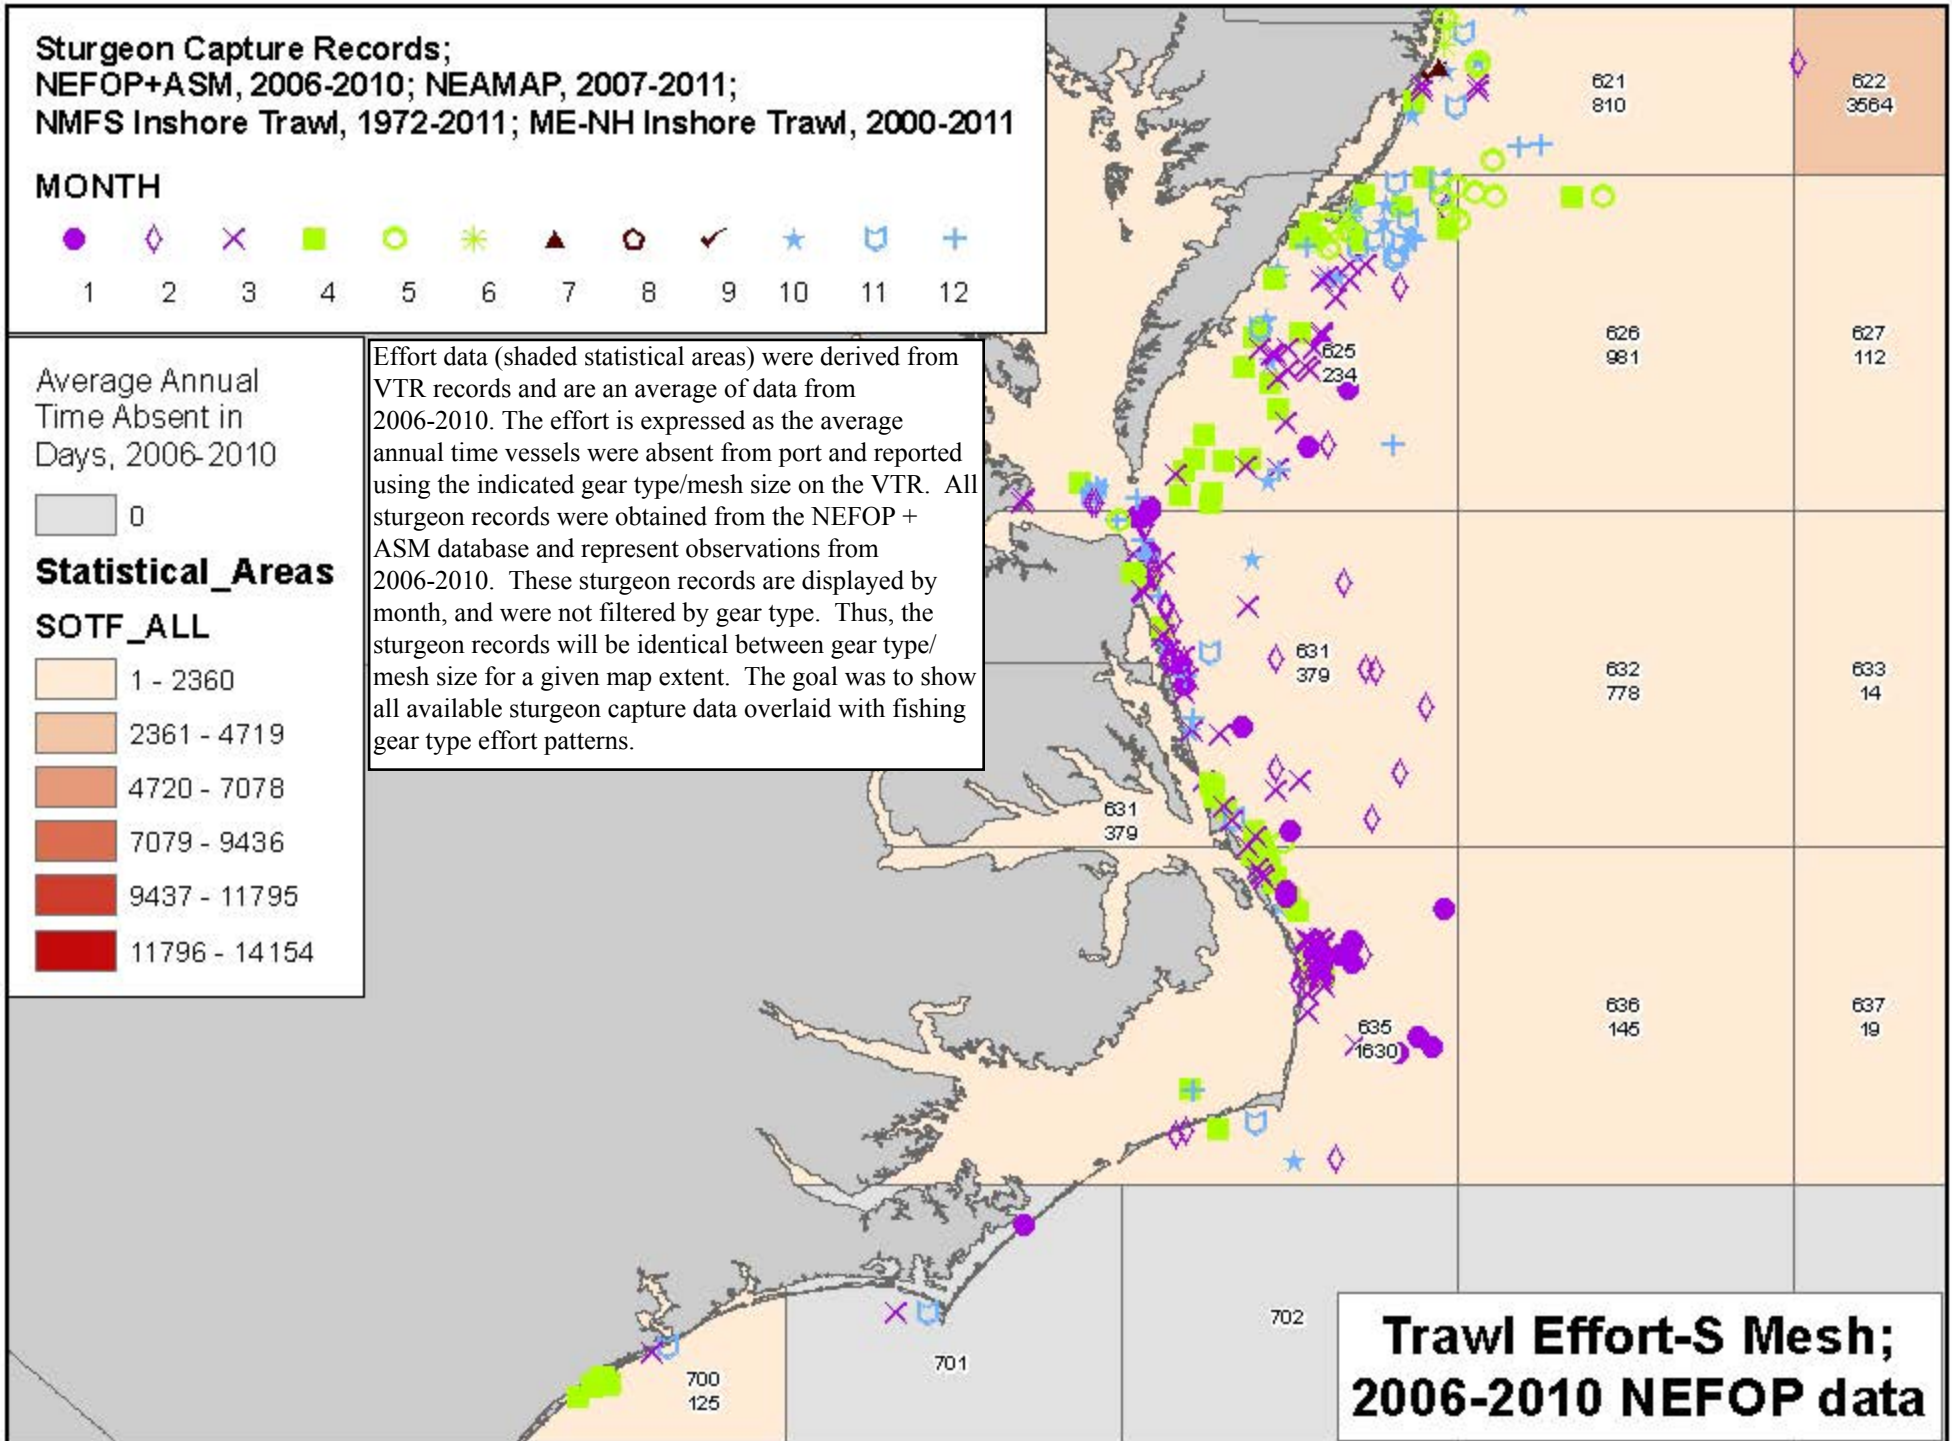 Sturgeon Capture Records;
NEFOP+ASM, 2006-2010; NEAMAP, 2007-2011;
NMFS Inshore Trawl, 1972-2011; ME-NH Inshore Trawl, 2000-2011
MONTH
1 2 3 4 5 6 7 8 9 10 11 12
Average Annual
Time Absent in
Days, 2006-2010
0
Statistical_Areas
SOTF_ALL
1 - 2360
2361 - 4719
4720 - 7078
7079 - 9436
9437 - 11795
11796 - 14154
Effort data (shaded statistical areas) were derived from
VTR records and are an average of data from
2006-2010. The effort is expressed as the average
annual time vessels were absent from port and reported
using the indicated gear type/mesh size on the VTR.  All
sturgeon records were obtained from the NEFOP +
ASM database and represent observations from
2006-2010.  These sturgeon records are displayed by
month, and were not filtered by gear type.  Thus, the
sturgeon records will be identical between gear type/
mesh size for a given map extent.  The goal was to show
all available sturgeon capture data overlaid with fishing
gear type effort patterns.
621
810
622
3564
625
234
626
981
627
112
631
379
632
778
633
14
631
379
635
1630
636
145
637
19
700
125
701
702
Trawl Effort-S Mesh;
2006-2010 NEFOP data